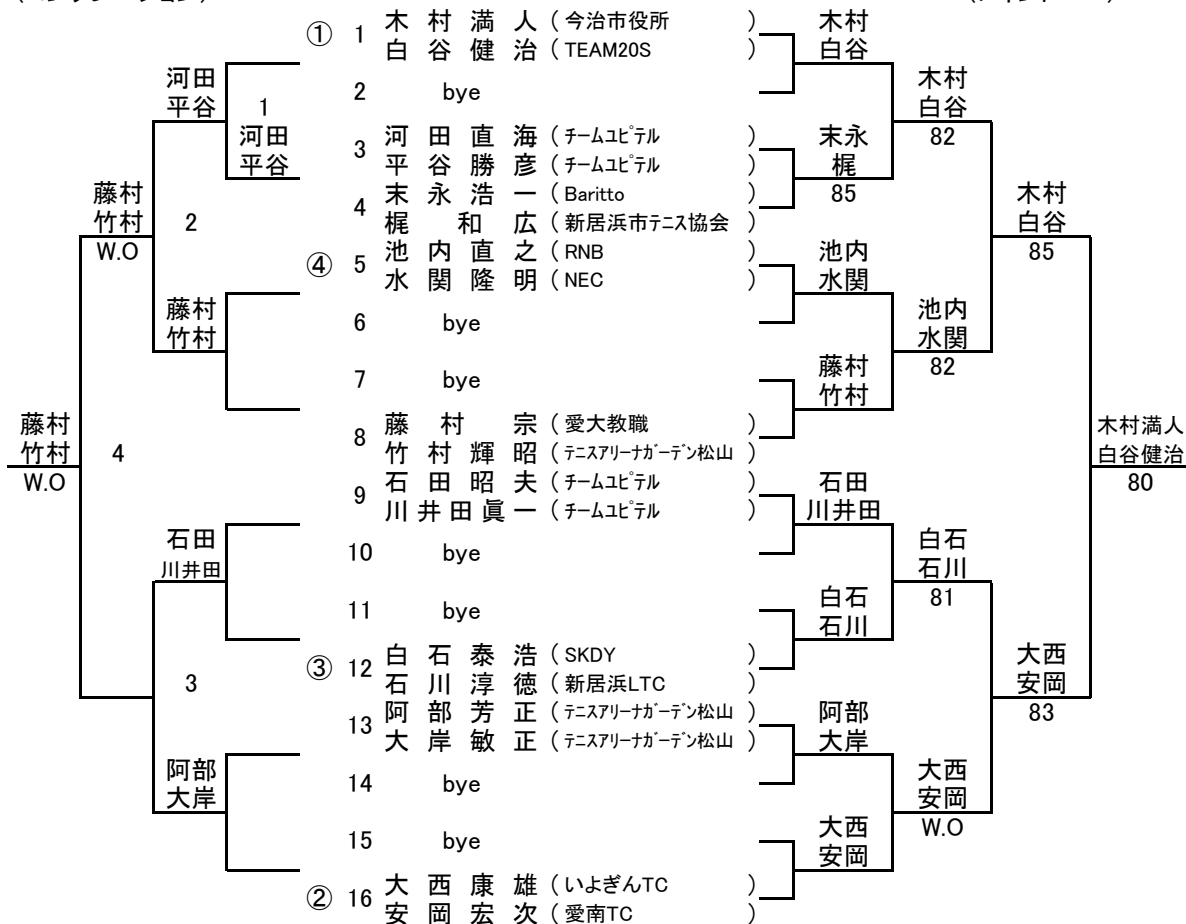 ① 1 木村満人 (今治市役所 ) 木村
白谷健治 (TEAM20S ) 白谷
河田 2 bye 木村
平谷 1 白谷
河田 3 河田直海 (チームユピテル ) 末永 82
平谷 平谷勝彦 (チームユピテル ) 梶
藤村 4 末永浩一 (Baritto ) 85 木村
竹村 2 梶 和広 (新居浜市テニス協会 ) 白谷
W.O ④ 5 池内直之 (RNB ) 池内 85
水関隆明 (NEC ) 水関
藤村 6 bye 池内
竹村 水関
7 bye 藤村 82
竹村
藤村 8 藤村 宗 (愛大教職 ) 木村満人
竹村 4 竹村輝昭 (テニスアリーナガーデン松山 ) 白谷健治
W.O 9 石田昭夫 (チームユピテル ) 石田 80
川井田眞一 (チームユピテル ) 川井田
石田 10 bye 白石
川井田 石川
11 bye 白石 81
石川
③ 12 白石泰浩 (SKDY ) 大西
3 石川淳徳 (新居浜LTC ) 安岡
13 阿部芳正 (テニスアリーナガーデン松山 ) 阿部 83
大岸敏正 (テニスアリーナガーデン松山 ) 大岸
阿部 14 bye 大西
大岸 安岡
15 bye 大西 W.O
安岡
② 16 大西康雄 (いよぎんTC )
安岡宏次 (愛南TC )